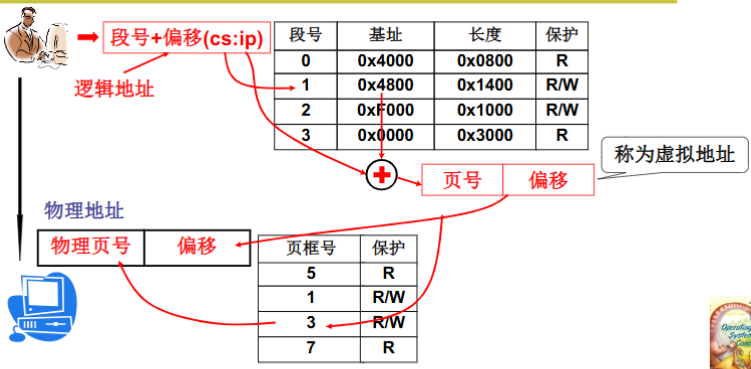 段号+偏移(cs:ip)
逻辑地址
段号 基址 长度 保护
0 0x4000 0x0800 R
1 0x4800 0x1400 R/W
2 0xF000 0x1000 R/W
3 0x0000 0x3000 R
页号 偏移
称为虚拟地址
物理地址
物理页号 偏移
页框号 保护
5 R
1 R/W
3 R/W
7 R
Operating
System